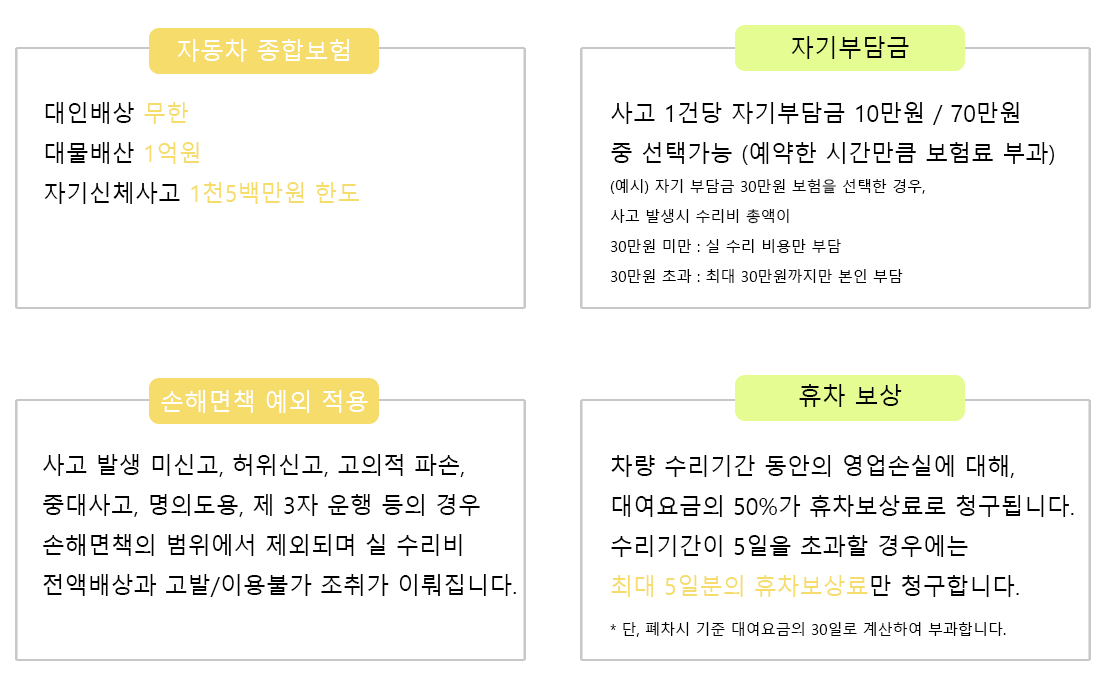 자동차 종합보험
대인배상 무한
대물배산 1억원
자기신체사고 1천5백만원 한도
자기부담금
사고 1건당 자기부담금 10만원 / 70만원
중 선택가능 (예약한 시간만큼 보험료 부과)
(예시) 자기 부담금 30만원 보험을 선택한 경우,
사고 발생시 수리비 총액이
30만원 미만 : 실 수리 비용만 부담
30만원 초과 : 최대 30만원까지만 본인 부담
손해면책 예외 적용
사고 발생 미신고, 허위신고, 고의적 파손,
중대사고, 명의도용, 제 3자 운행 등의 경우
손해면책의 범위에서 제외되며 실 수리비
전액배상과 고발/이용불가 조취가 이뤄집니다.
휴차 보상
차량 수리기간 동안의 영업손실에 대해,
대여요금의 50%가 휴차보상료로 청구됩니다.
수리기간이 5일을 초과할 경우에는
최대 5일분의 휴차보상료만 청구합니다.
* 단, 폐차시 기준 대여요금의 30일로 계산하여 부과합니다.